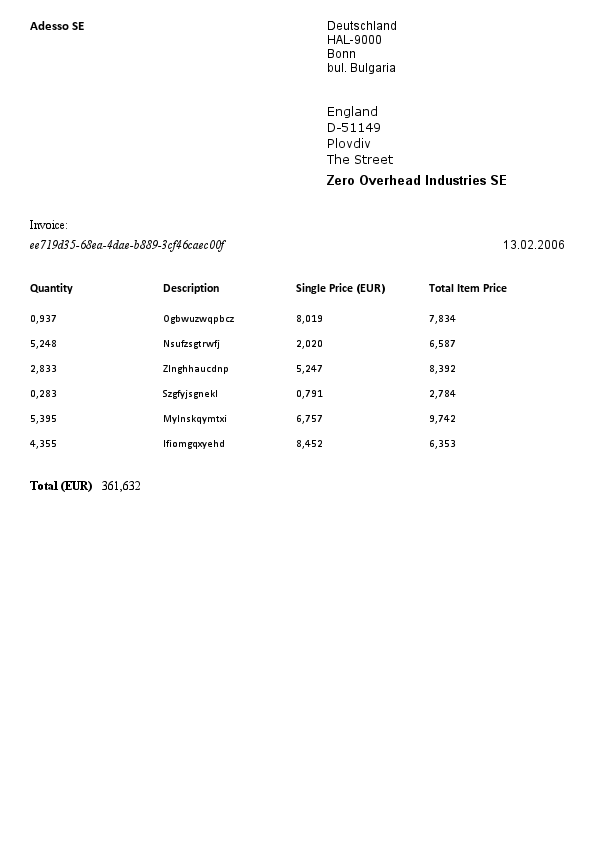 Adesso SE
Deutschland
HAL-9000
Bonn
bul. Bulgaria
England
D-51149
Plovdiv
The Street
Zero Overhead Industries SE
Invoice:
ee719d35-68ea-4dae-b889-3cf46caec00f
13.02.2006
Quantity Description Single Price (EUR) Total Item Price
0,937 Ogbwuzwqpbcz 8,019 7,834
5,248 Nsufzsgtrwfj 2,020 6,587
2,833 Zlnghhaucdnp 5,247 8,392
0,283 Szgfyjsgnekl 0,791 2,784
5,395 Mylnskqymtxi 6,757 9,742
4,355 Ifiomgqxyehd 8,452 6,353
Total (EUR) 361,632